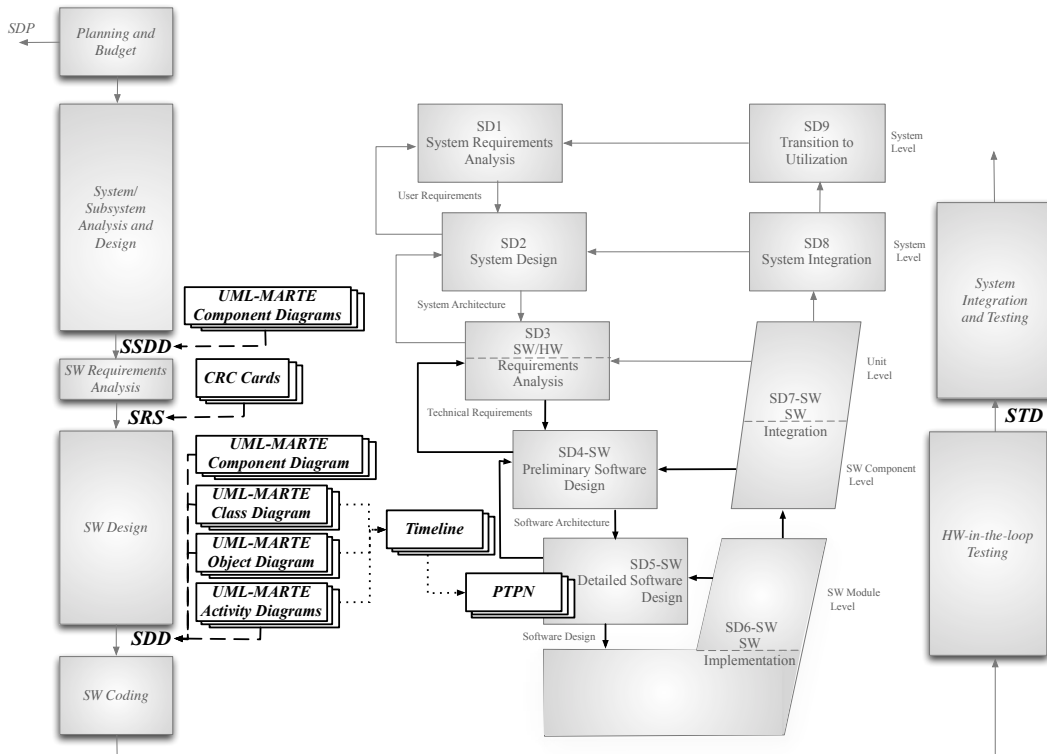 SDP
Planning and
Budget
System/
Subsystem
Analysis and
Design
UML-MARTE
Component Diagrams
SSDD
SW Requirements
Analysis
CRC Cards
SRS
UML-MARTE
Component Diagram
UML-MARTE
Class Diagram
SW Design
UML-MARTE
Object Diagram
UML-MARTE
Activity Diagrams
SDD
SW Coding
Timeline
PTPN
SD1
System Requirements
Analysis
User Requirements
SD2
System Design
System Architecture
SD3
SW/HW
Requirements
Analysis
Technical Requirements
SD4-SW
Preliminary Software
Design
Software Architecture
SD5-SW
Detailed Software
Design
Software Design
SD6-SW
SW
Implementation
SW Module
Level
SD7-SW
SW
Integration
Unit
Level
SW Component
Level
SD8
System Integration
System
Level
SD9
Transition to
Utilization
System
Level
System
Integration
and Testing
STD
HW-in-the-loop
Testing